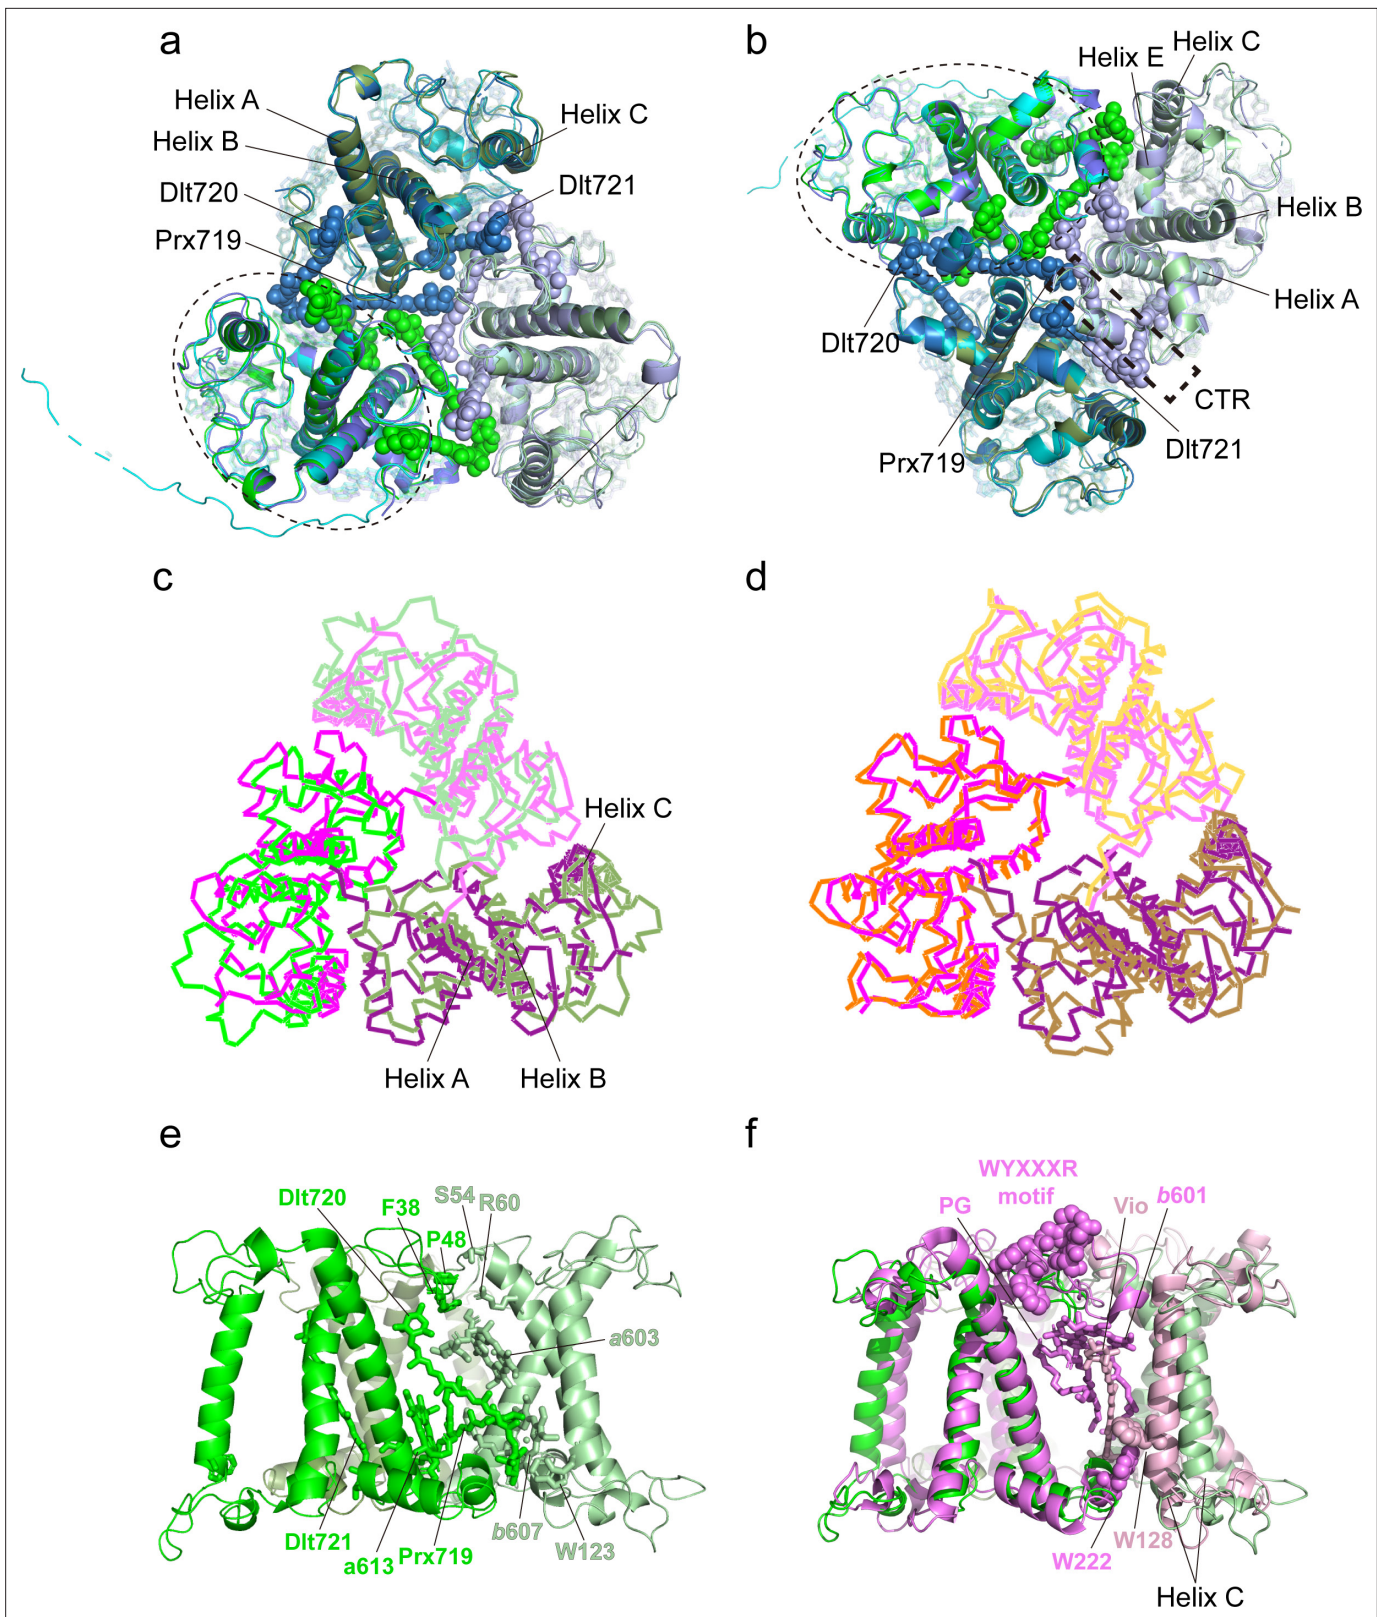 a
Helix A
Helix B
Dlt720
Prx719
Helix C
Dlt721
b
Helix E
Helix C
Helix B
Helix A
Dlt720
Prx719
CTR
Dlt721
c
Helix C
Helix A
Helix B
d
e
Dlt720
F38
S54
R60
P48
a603
Dlt721
a613
Prx719
b607
W123
f
WYXXXR
motif
PG
Vio
b601
W222
W128
Helix C